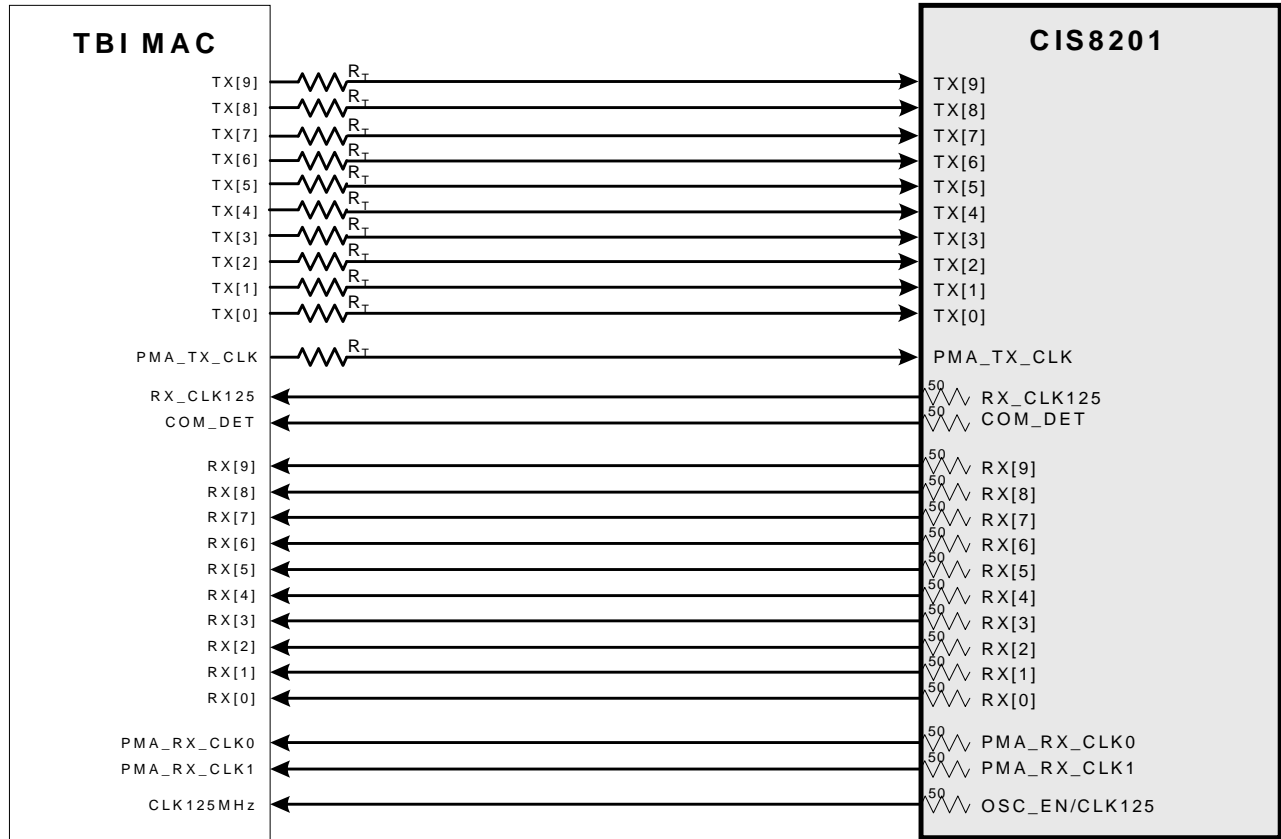 TBI MAC
CIS8201
TX[9] R_T TX[9]
TX[8] R_T TX[8]
TX[7] R_T TX[7]
TX[6] R_T TX[6]
TX[5] R_T TX[5]
TX[4] R_T TX[4]
TX[3] R_T TX[3]
TX[2] R_T TX[2]
TX[1] R_T TX[1]
TX[0] R_T TX[0]
PMA_TX_CLK R_T PMA_TX_CLK
RX_CLK125 50 RX_CLK125
COM_DET 50 COM_DET
RX[9] 50 RX[9]
RX[8] 50 RX[8]
RX[7] 50 RX[7]
RX[6] 50 RX[6]
RX[5] 50 RX[5]
RX[4] 50 RX[4]
RX[3] 50 RX[3]
RX[2] 50 RX[2]
RX[1] 50 RX[1]
RX[0] 50 RX[0]
PMA_RX_CLK0 50 PMA_RX_CLK0
PMA_RX_CLK1 50 PMA_RX_CLK1
CLK125MHz 50 OSC_EN/CLK125